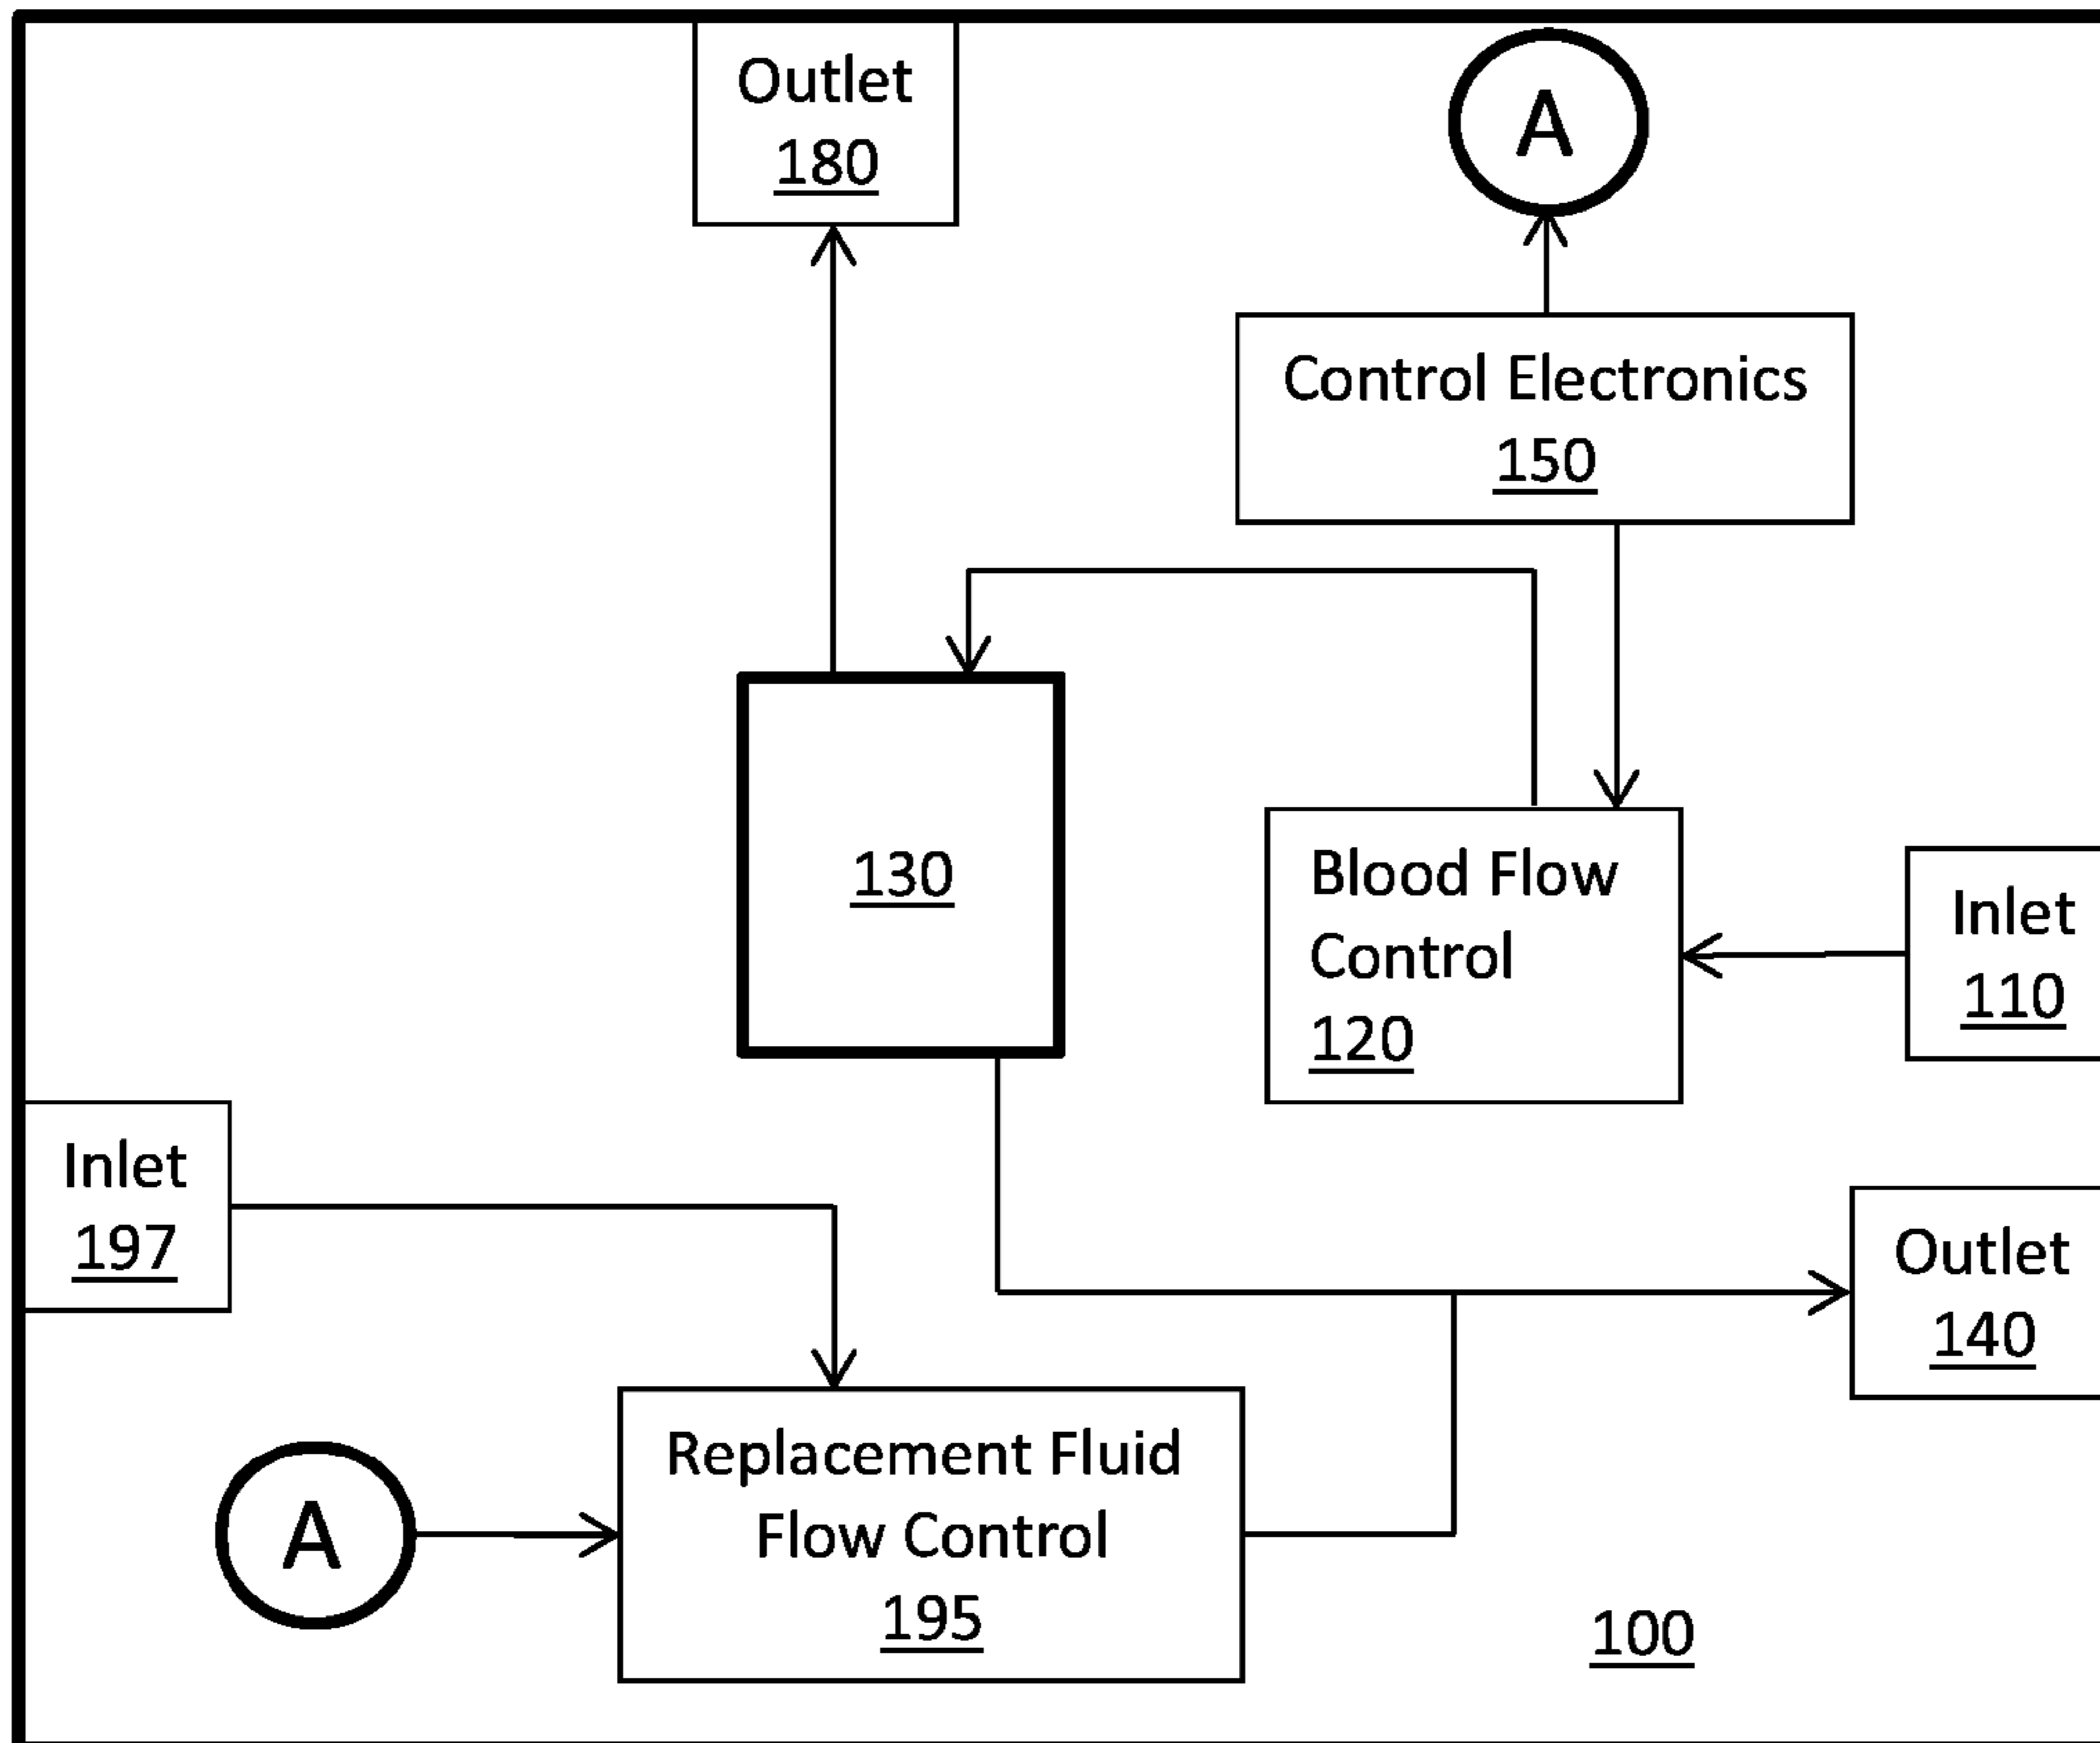 Outlet
180
A
Control Electronics
150
130
Blood Flow
Control
120
Inlet
110
Inlet
197
Outlet
140
A
Replacement Fluid
Flow Control
195
100